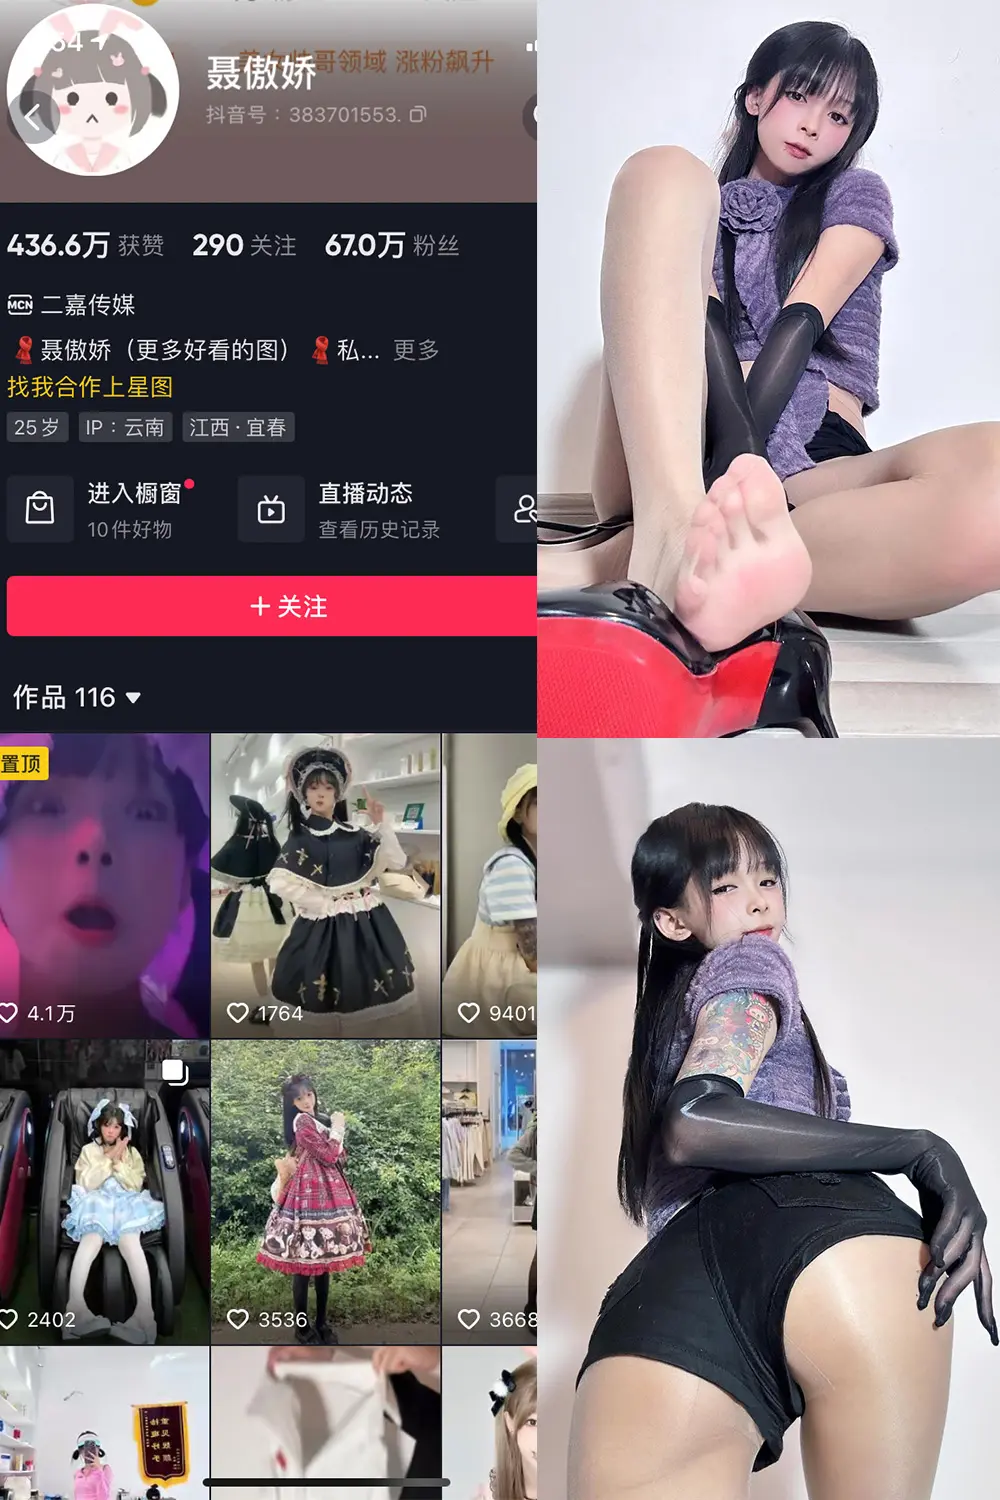 聂傲娇
抖音号：383701553.
436.6万 获赞 290 关注 67.0万 粉丝
MCN 二嘉传媒
聂傲娇（更多好看的图） 私... 更多
找我合作上星图
25岁 IP：云南 江西·宜春
进入橱窗 直播动态
10件好物 查看历史记录
+ 关注
作品 116
置顶
4.1万 1764 9401
2402 3536 3668